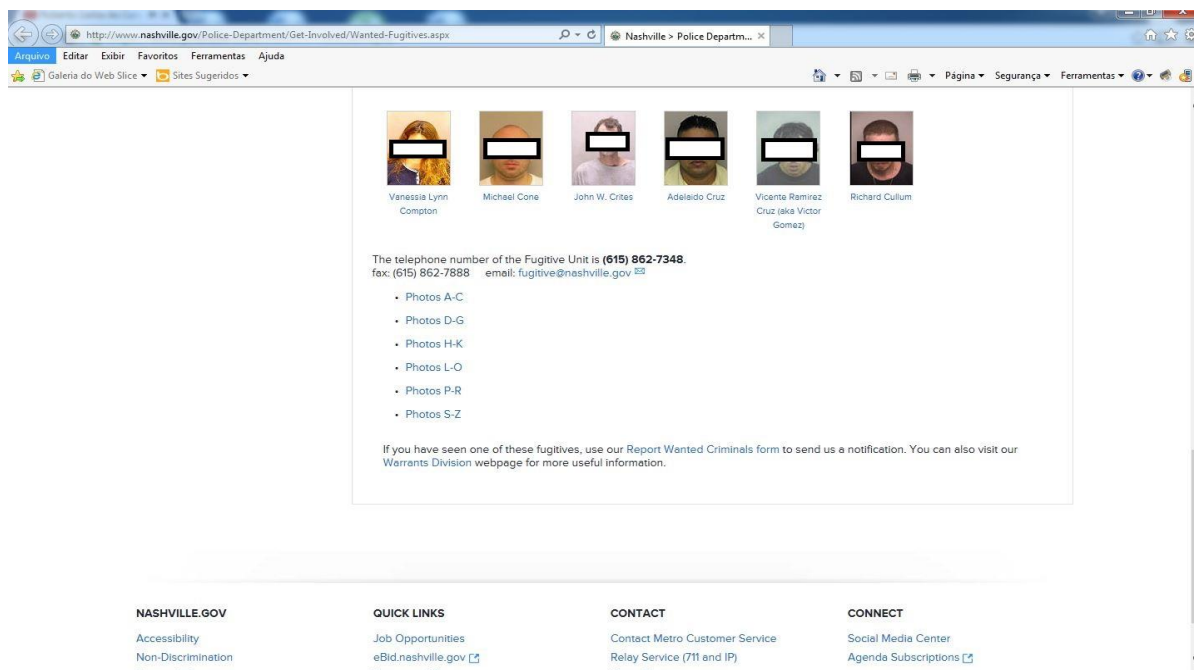 http://www.nashville.gov/Police-Department/Get-Involved/Wanted-Fugitives.aspx
Nashville > Police Departm...
Arquivo Editar Exibir Favoritos Ferramentas Ajuda
Galeria do Web Slice Sites Sugeridos
Página Segurança Ferramentas
Vanessia Lynn
Compton
Michael Cone
John W. Crites
Adelaido Cruz
Vicente Ramirez
Cruz (aka Victor
Gomez)
Richard Cullum
The telephone number of the Fugitive Unit is (615) 862-7348.
fax: (615) 862-7888 email: fugitive@nashville.gov
• Photos A-C
• Photos D-G
• Photos H-K
• Photos L-O
• Photos P-R
• Photos S-Z
If you have seen one of these fugitives, use our Report Wanted Criminals form to send us a notification. You can also visit our
Warrants Division webpage for more useful information.
NASHVILLE.GOV
Accessibility
Non-Discrimination
QUICK LINKS
Job Opportunities
eBid.nashville.gov
CONTACT
Contact Metro Customer Service
Relay Service (711 and IP)
CONNECT
Social Media Center
Agenda Subscriptions